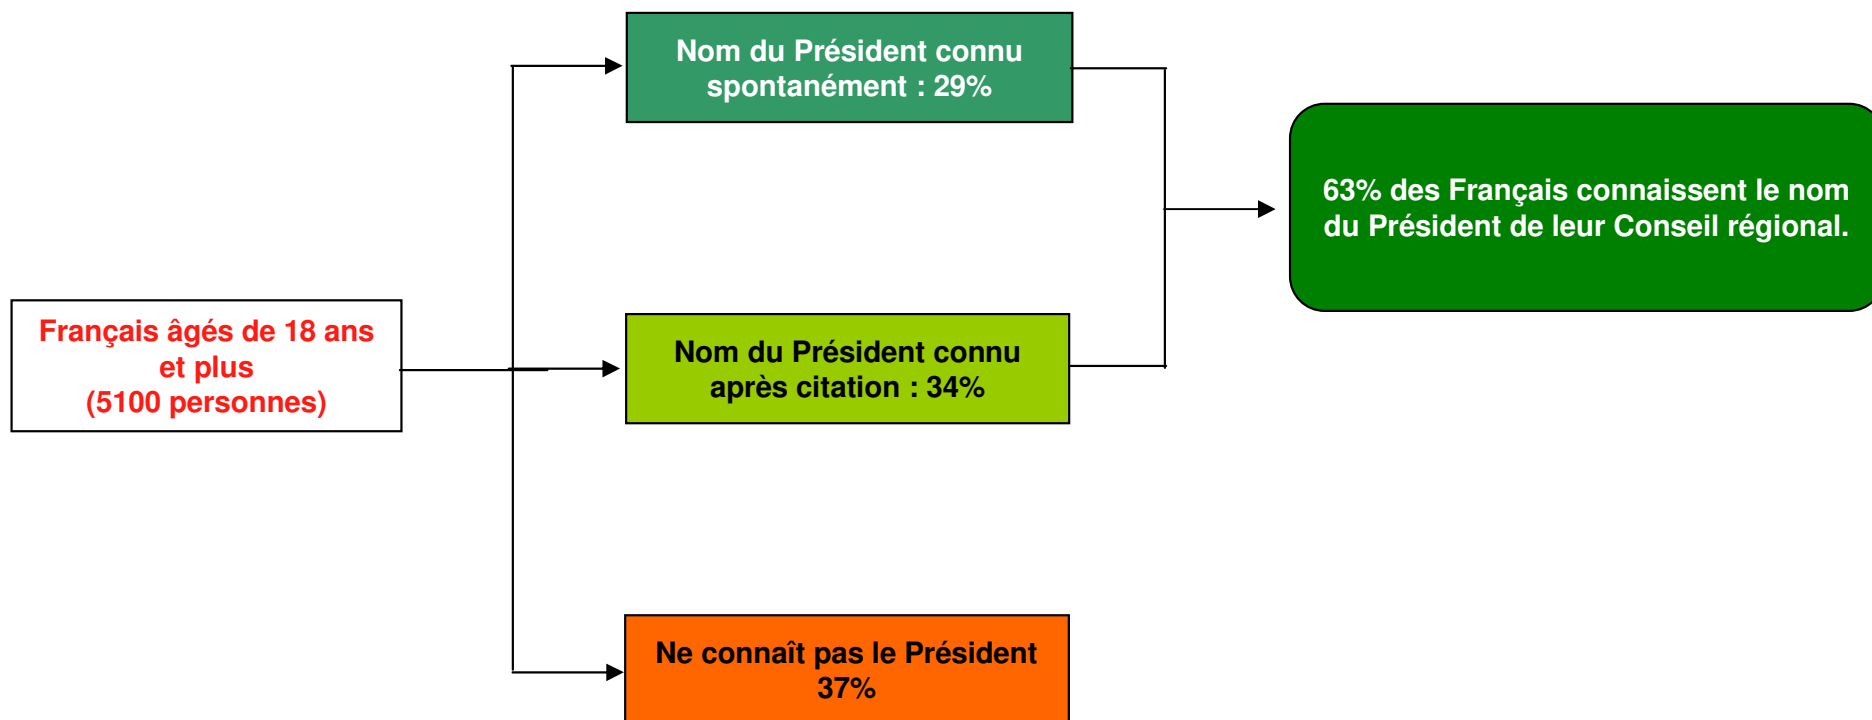 Nom du Président connu
spontanément : 29%
63% des Français connaissent le nom
du Président de leur Conseil régional.
Français âgés de 18 ans
et plus
(5100 personnes)
Nom du Président connu
après citation : 34%
Ne connaît pas le Président
37%